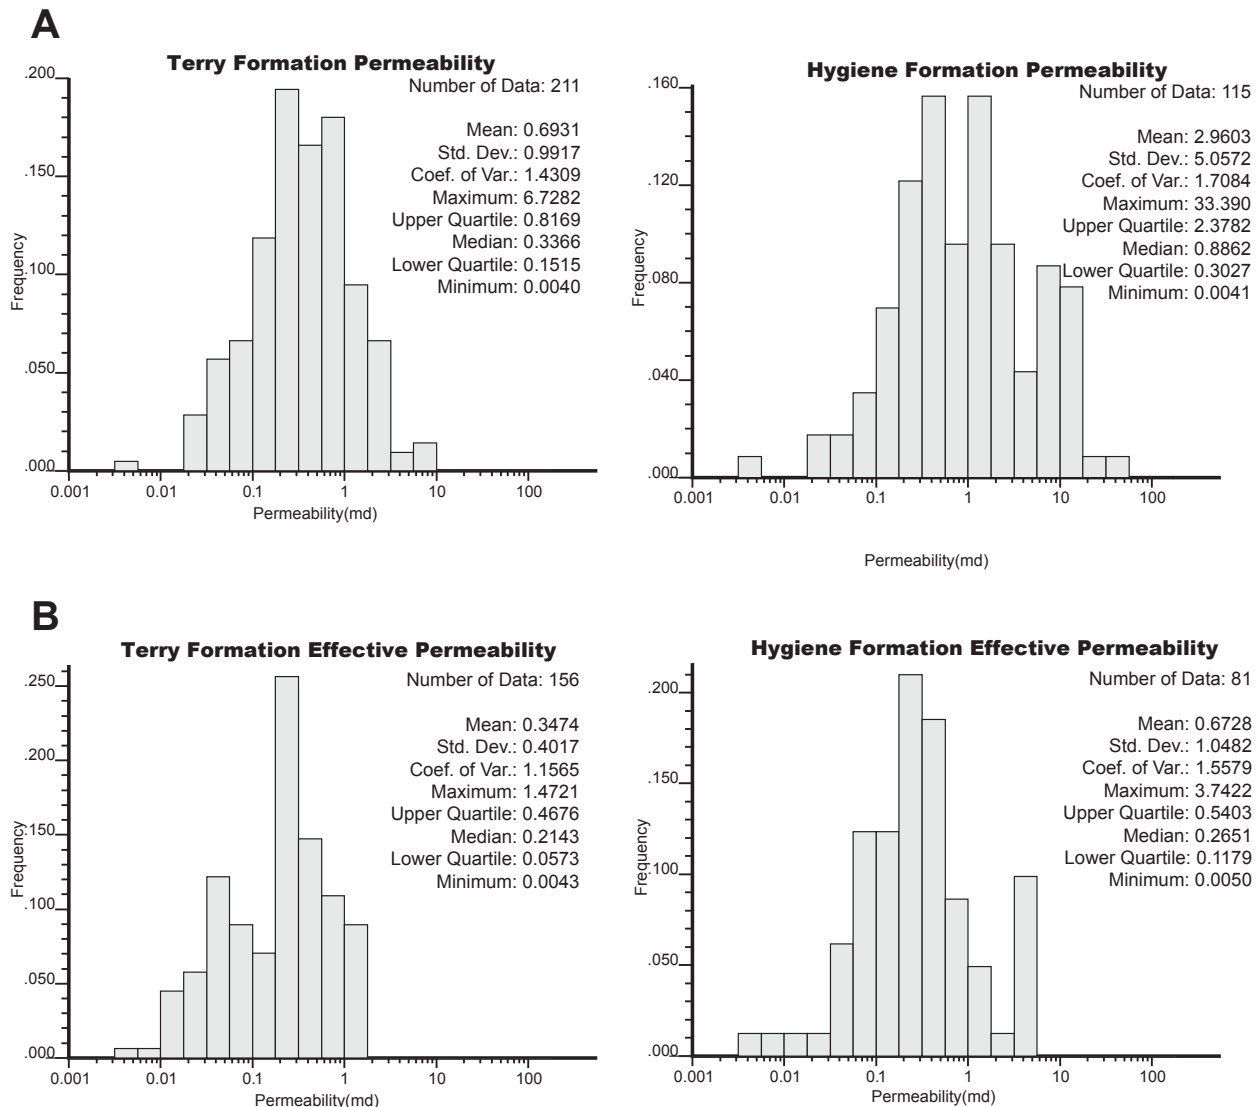 A
Terry Formation Permeability
Number of Data: 211
Mean: 0.6931
Std. Dev.: 0.9917
Coef. of Var.: 1.4309
Maximum: 6.7282
Upper Quartile: 0.8169
Median: 0.3366
Lower Quartile: 0.1515
Minimum: 0.0040
Frequency
.200
.150
.100
.050
.000
0.001 0.01 0.1 1 10 100
Permeability(md)
Hygiene Formation Permeability
Number of Data: 115
Mean: 2.9603
Std. Dev.: 5.0572
Coef. of Var.: 1.7084
Maximum: 33.390
Upper Quartile: 2.3782
Median: 0.8862
Lower Quartile: 0.3027
Minimum: 0.0041
Frequency
.160
.120
.080
.040
.000
0.001 0.01 0.1 1 10 100
Permeability(md)
B
Terry Formation Effective Permeability
Number of Data: 156
Mean: 0.3474
Std. Dev.: 0.4017
Coef. of Var.: 1.1565
Maximum: 1.4721
Upper Quartile: 0.4676
Median: 0.2143
Lower Quartile: 0.0573
Minimum: 0.0043
Frequency
.250
.200
.150
.100
.050
.000
0.001 0.01 0.1 1 10 100
Permeability(md)
Hygiene Formation Effective Permeability
Number of Data: 81
Mean: 0.6728
Std. Dev.: 1.0482
Coef. of Var.: 1.5579
Maximum: 3.7422
Upper Quartile: 0.5403
Median: 0.2651
Lower Quartile: 0.1179
Minimum: 0.0050
Frequency
.200
.150
.100
.050
.000
0.001 0.01 0.1 1 10 100
Permeability(md)